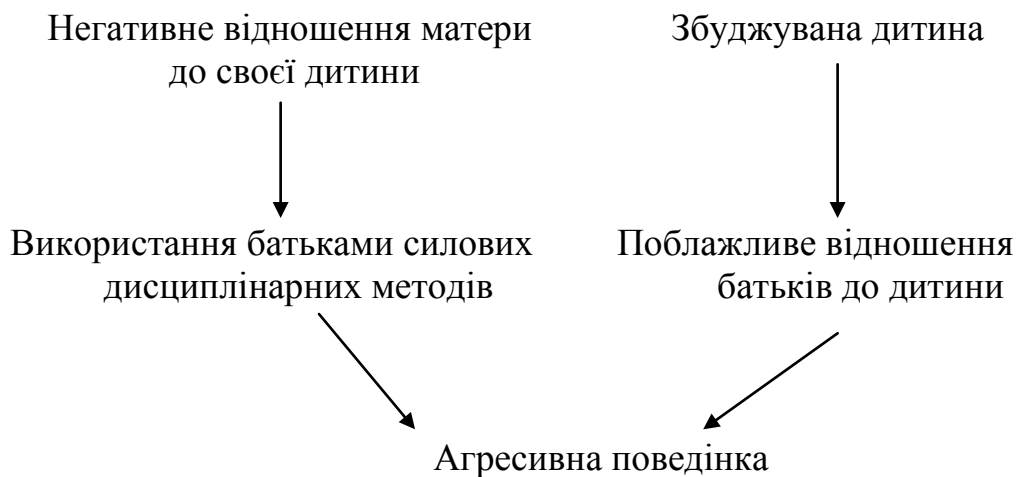 Негативне відношення матери
до своєї дитини
Збуджувана дитина
Використання батьками силових
дисциплінарних методів
Поблажливе відношення
батьків до дитини
Агресивна поведінка